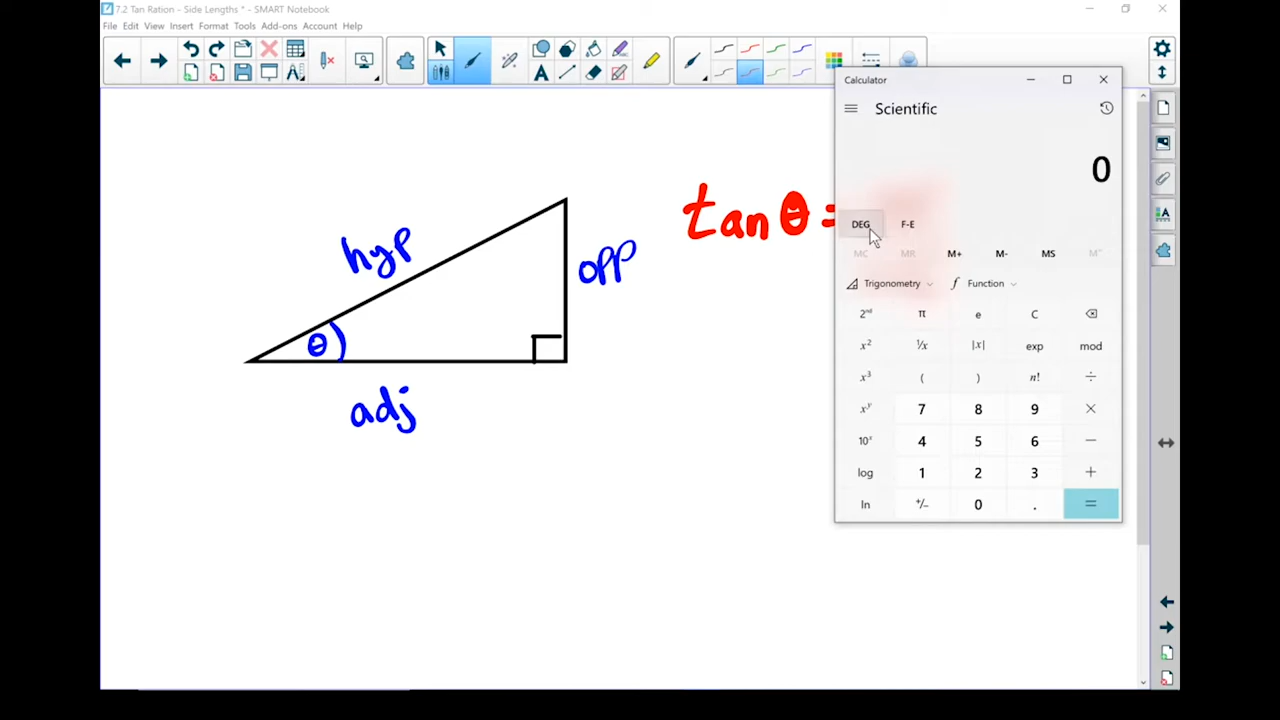 7.2 Tan Ration - Side Lengths * - SMART Notebook
File Edit View Insert Format Tools Add-ons Account Help
Calculator
Scientific
0
tan θ =
hyp
opp
θ
adj
DEG F-E
MC MR M+ M- MS M˅
Trigonometry Function
2ⁿᵈ π e C
x² ¹/x |x| exp mod
x³ ( ) n! ÷
xʸ 7 8 9 ×
10ˣ 4 5 6 −
log 1 2 3 +
ln +/− 0 . =